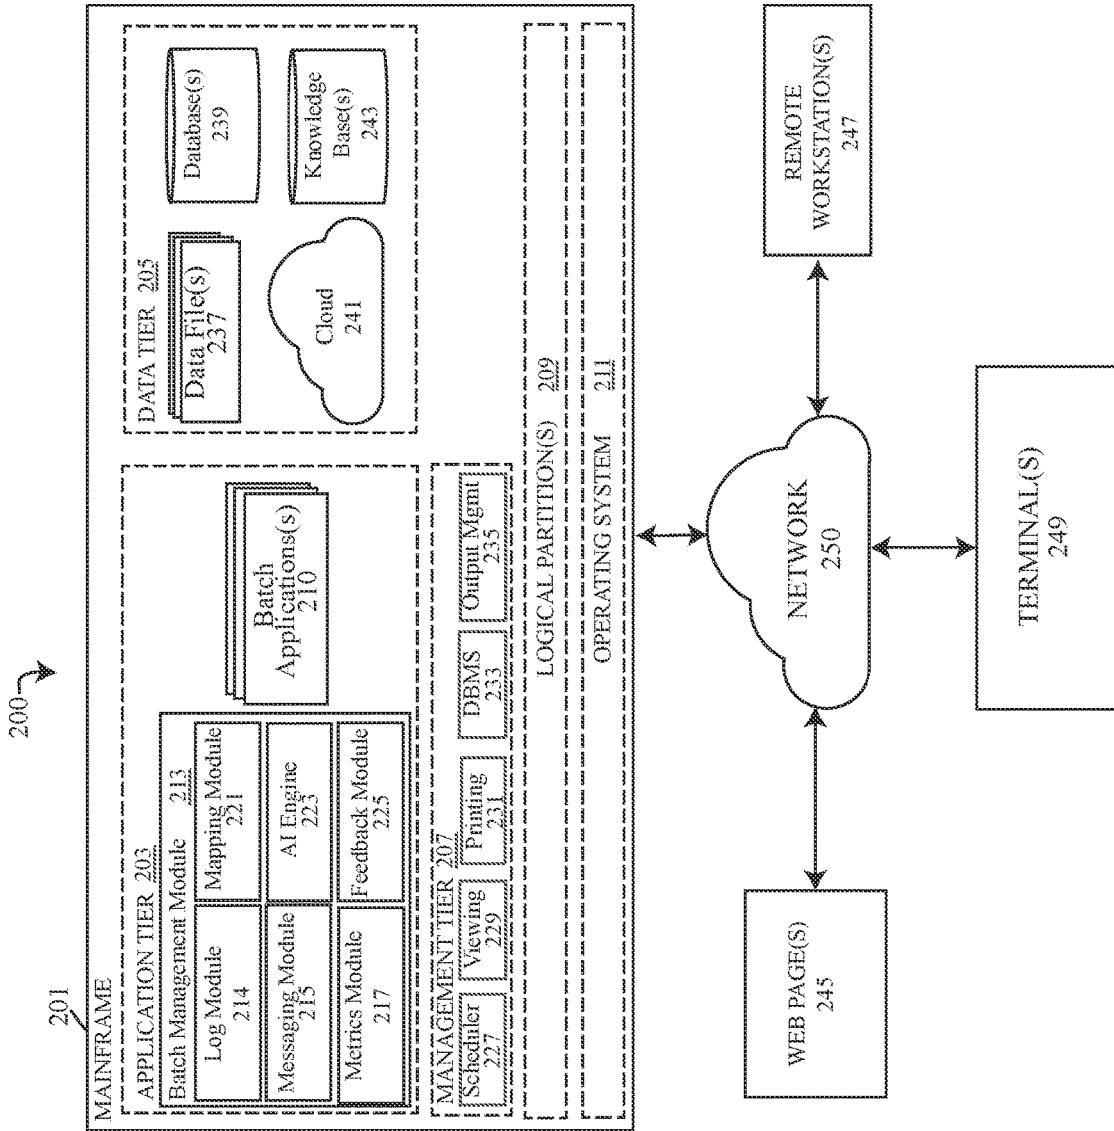 200
201
MAINFRAME
APPLICATION TIER 203
Batch Management Module 213
Log Module
214
Mapping Module
221
Messaging Module
215
AI Engine
223
Metrics Module
217
Feedback Module
225
Batch
Applications(s)
210
DATA TIER 205
Data File(s)
237
Database(s)
239
Cloud
241
Knowledge
Base(s)
243
MANAGEMENT TIER 207
Scheduler
227
Viewing
229
Printing
231
DBMS
233
Output Mgmt
235
LOGICAL PARTITION(S) 209
OPERATING SYSTEM 211
NETWORK
250
WEB PAGE(S)
245
REMOTE
WORKSTATION(S)
247
TERMINAL(S)
249